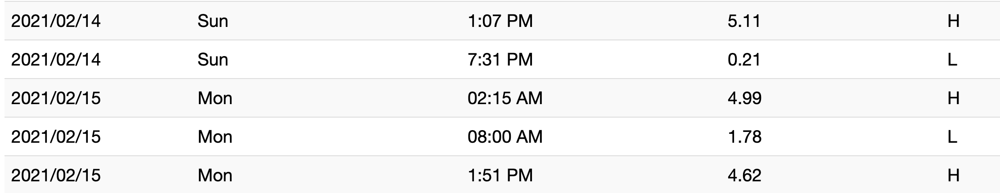 2021/02/14 Sun 1:07 PM 5.11 H
2021/02/14 Sun 7:31 PM 0.21 L
2021/02/15 Mon 02:15 AM 4.99 H
2021/02/15 Mon 08:00 AM 1.78 L
2021/02/15 Mon 1:51 PM 4.62 H